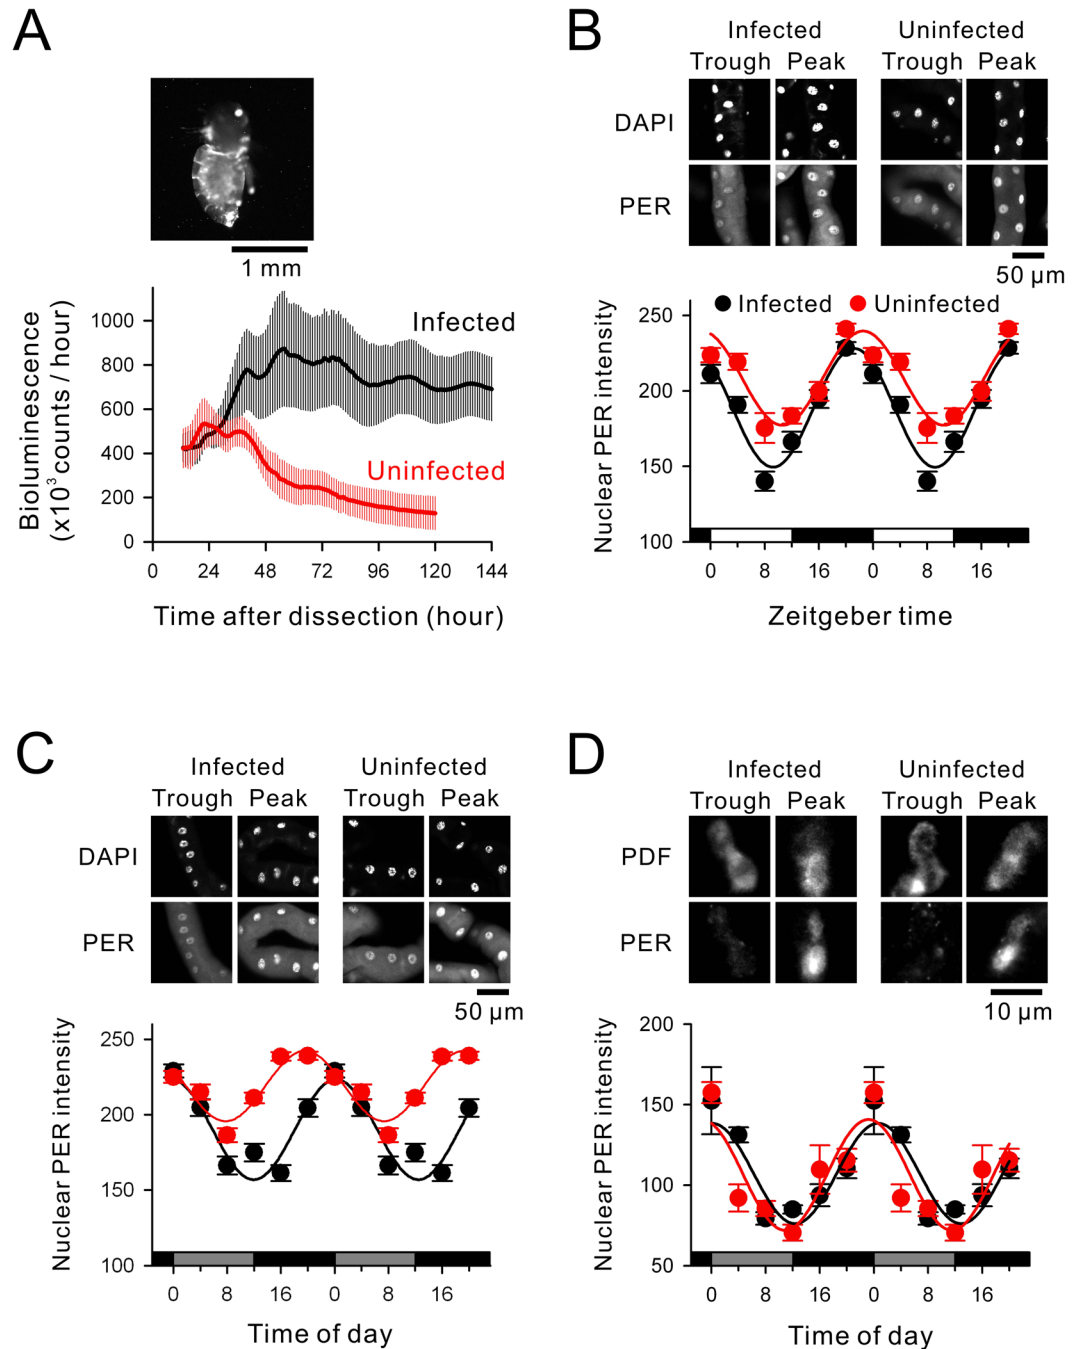 A
1 mm
Bioluminescence
(x10³ counts / hour)
1000
800
600
400
200
0
Infected
Uninfected
0 24 48 72 96 120 144
Time after dissection (hour)
B
Infected Uninfected
Trough Peak Trough Peak
DAPI
PER
50 μm
Infected Uninfected
Nuclear PER intensity
250
200
150
100
0 8 16 0 8 16
Zeitgeber time
C
Infected Uninfected
Trough Peak Trough Peak
DAPI
PER
50 μm
Nuclear PER intensity
250
200
150
100
0 8 16 0 8 16
Time of day
D
Infected Uninfected
Trough Peak Trough Peak
PDF
PER
10 μm
Nuclear PER intensity
200
150
100
50
0 8 16 0 8 16
Time of day